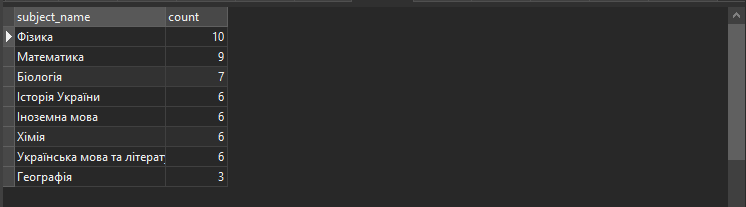 subject_name count
Фізика 10
Математика 9
Біологія 7
Історія України 6
Іноземна мова 6
Хімія 6
Українська мова та літерат 6
Географія 3